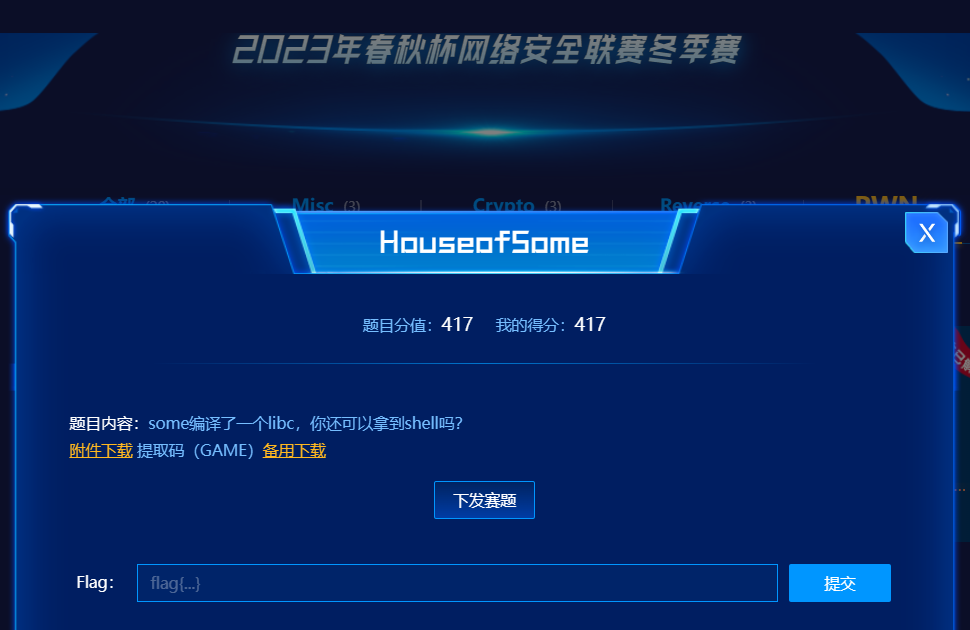 2023年春秋杯网络安全联赛冬季赛
Misc (3) Crypto (3) Reverse PWN
HouseofSome
X
题目分值：417 我的得分：417
题目内容：some编译了一个libc，你还可以拿到shell吗？
附件下载 提取码（GAME）备用下载
下发赛题
Flag： flag{...} 提交